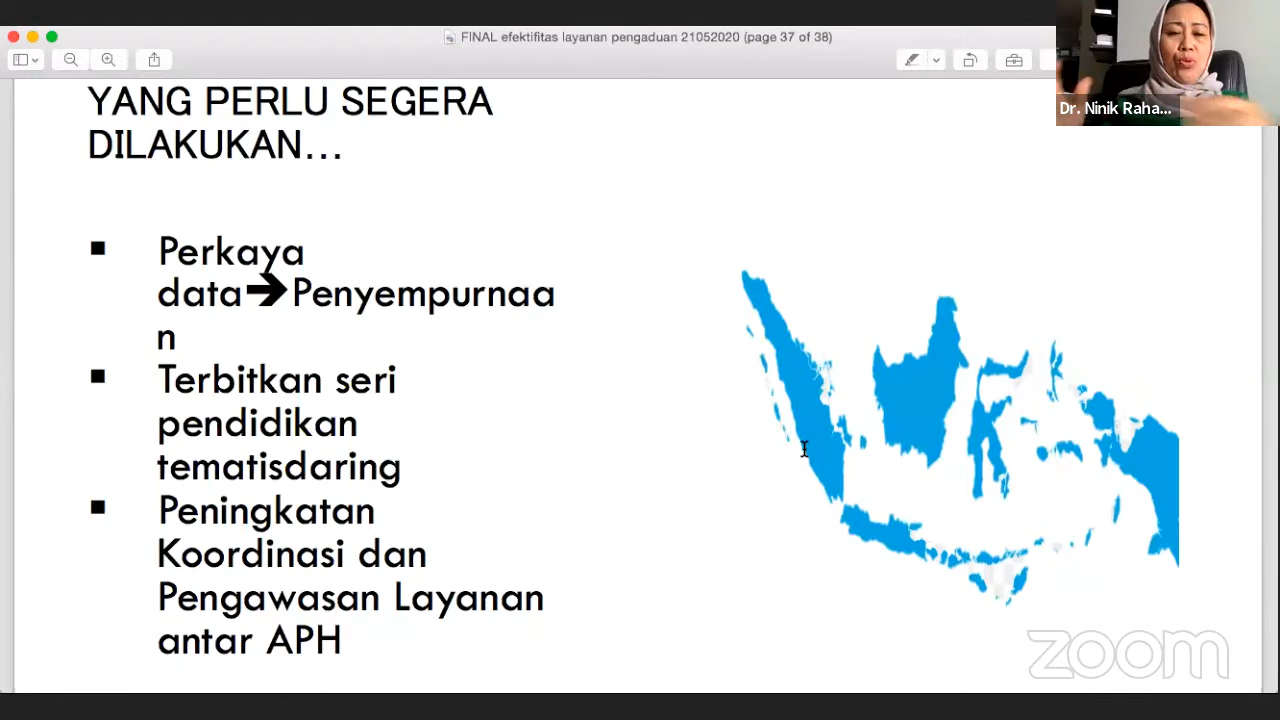 FINAL efektifitas layanan pengaduan 21052020 (page 37 of 38)
Dr. Ninik Raha...
YANG PERLU SEGERA
DILAKUKAN...
▪ Perkaya
data➔Penyempurnaa
n
▪ Terbitkan seri
pendidikan
tematisdaring
▪ Peningkatan
Koordinasi dan
Pengawasan Layanan
antar APH
zoom